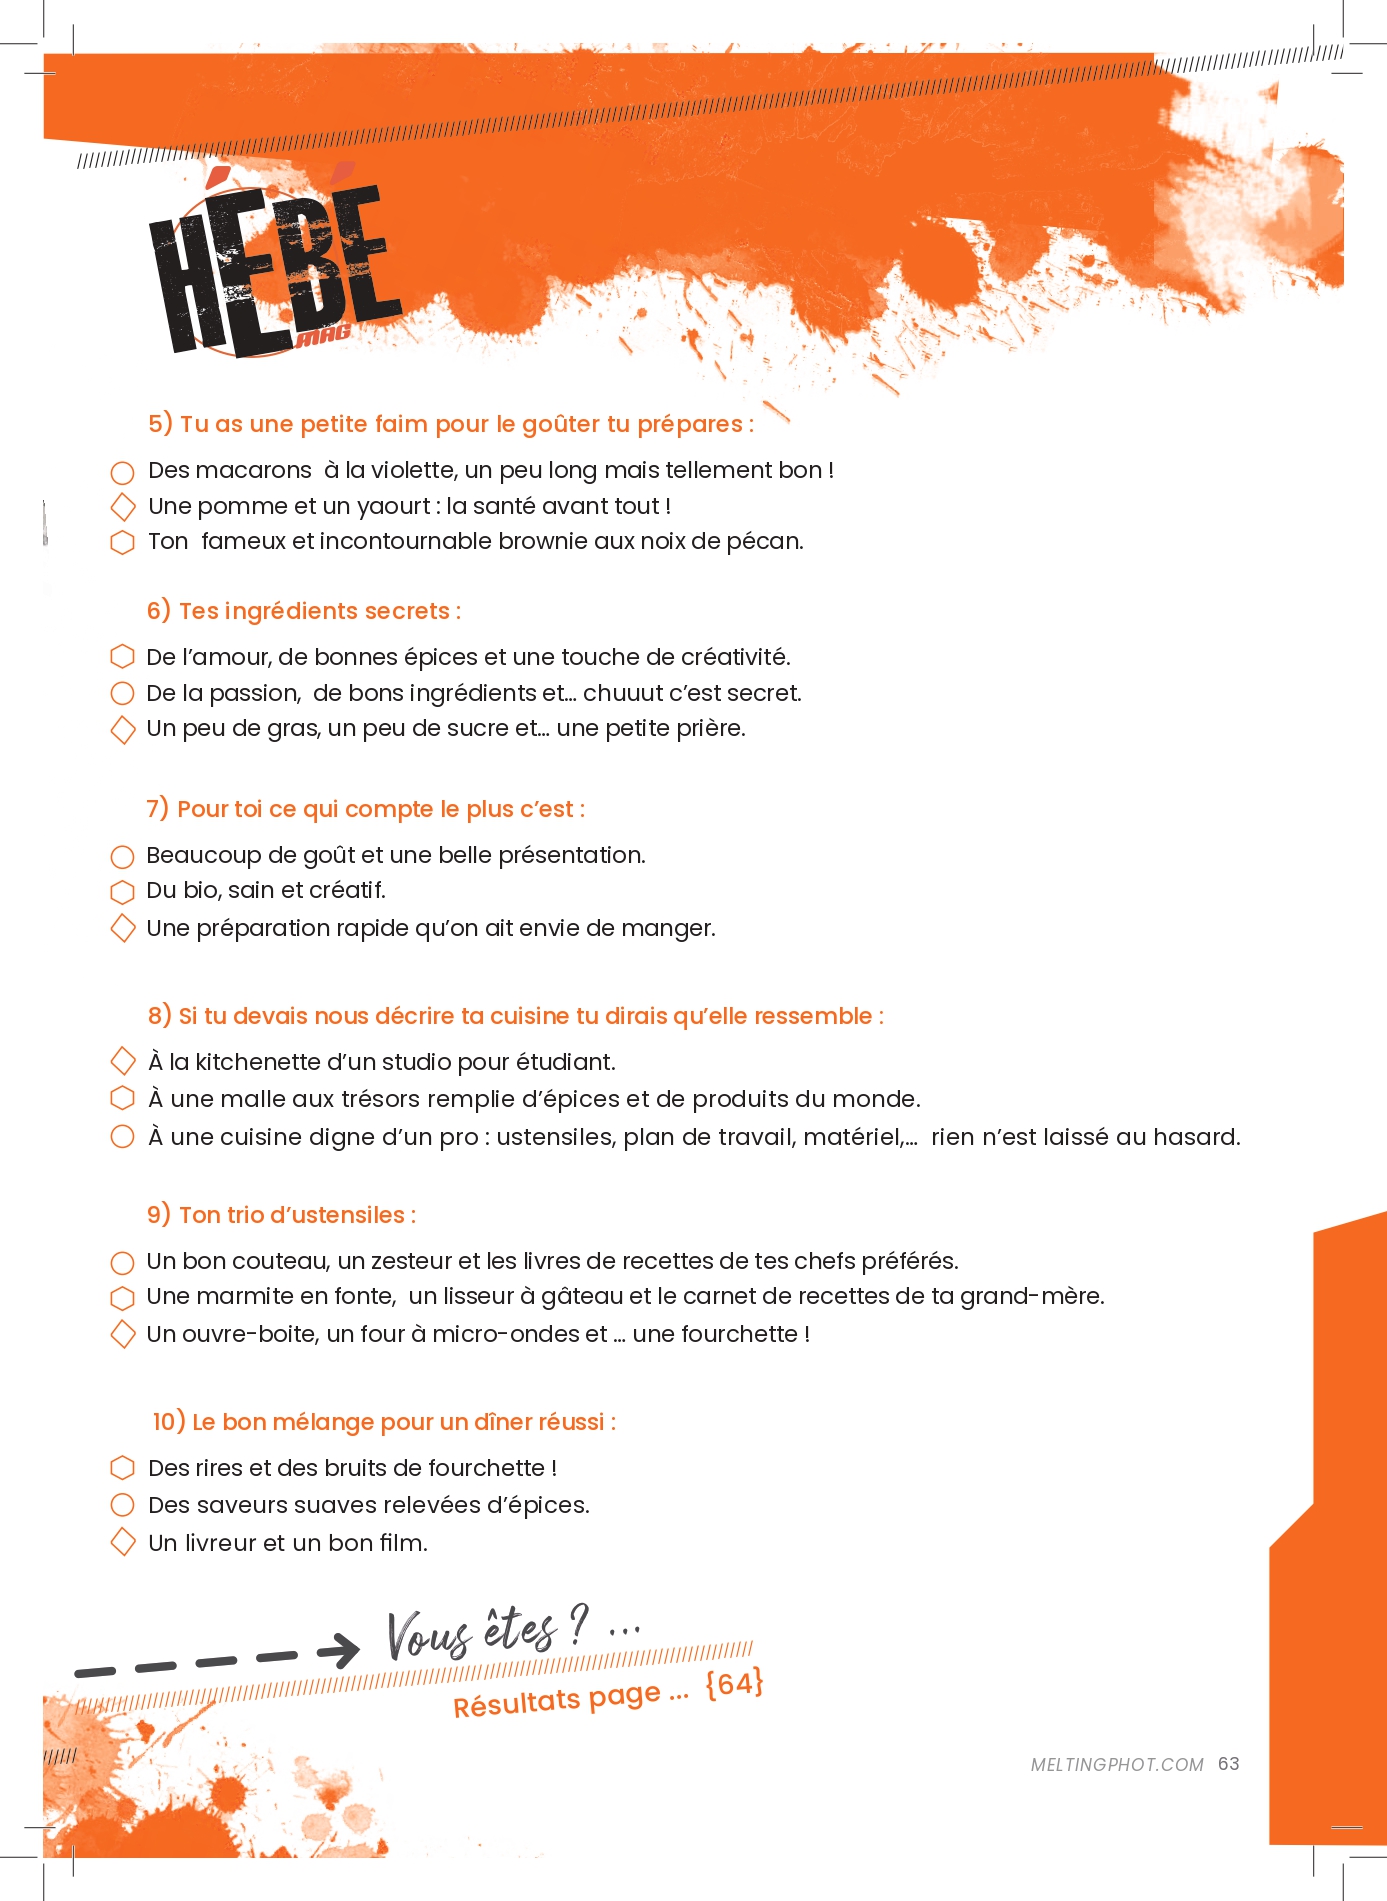 HÉBÉ
MAG
5) Tu as une petite faim pour le goûter tu prépares :
Des macarons  à la violette, un peu long mais tellement bon !
Une pomme et un yaourt : la santé avant tout !
Ton  fameux et incontournable brownie aux noix de pécan.
6) Tes ingrédients secrets :
De l’amour, de bonnes épices et une touche de créativité.
De la passion,  de bons ingrédients et... chuuut c’est secret.
Un peu de gras, un peu de sucre et... une petite prière.
7) Pour toi ce qui compte le plus c’est :
Beaucoup de goût et une belle présentation.
Du bio, sain et créatif.
Une préparation rapide qu’on ait envie de manger.
8) Si tu devais nous décrire ta cuisine tu dirais qu’elle ressemble :
À la kitchenette d’un studio pour étudiant.
À une malle aux trésors remplie d’épices et de produits du monde.
À une cuisine digne d’un pro : ustensiles, plan de travail, matériel,...  rien n’est laissé au hasard.
9) Ton trio d’ustensiles :
Un bon couteau, un zesteur et les livres de recettes de tes chefs préférés.
Une marmite en fonte,  un lisseur à gâteau et le carnet de recettes de ta grand-mère.
Un ouvre-boite, un four à micro-ondes et ... une fourchette !
10) Le bon mélange pour un dîner réussi :
Des rires et des bruits de fourchette !
Des saveurs suaves relevées d’épices.
Un livreur et un bon film.
Vous êtes ? ...
Résultats page ...  {64}
MELTINGPHOT.COM 63